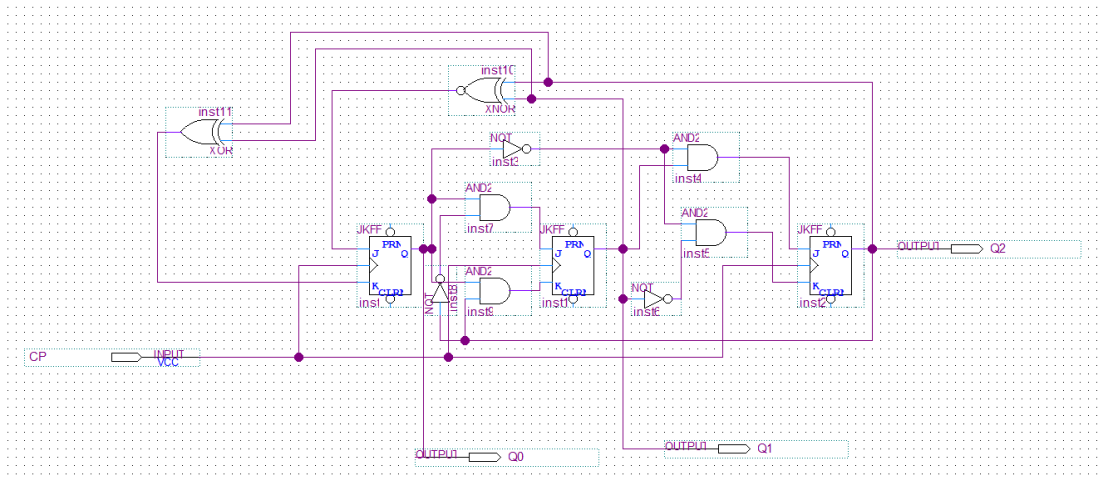 inst10
XNOR
inst11
XOR
NOT
inst3
AND2
inst4
AND2
inst7
AND2
inst5
JKFF
PRN
J
Q
K
CLRN
inst
NOT
inst8
AND2
inst9
JKFF
PRN
J
Q
K
CLRN
inst1
NOT
inst6
JKFF
PRN
J
Q
K
CLRN
inst2
OUTPUT
Q2
CP
INPUT
VCC
OUTPUT
Q0
OUTPUT
Q1